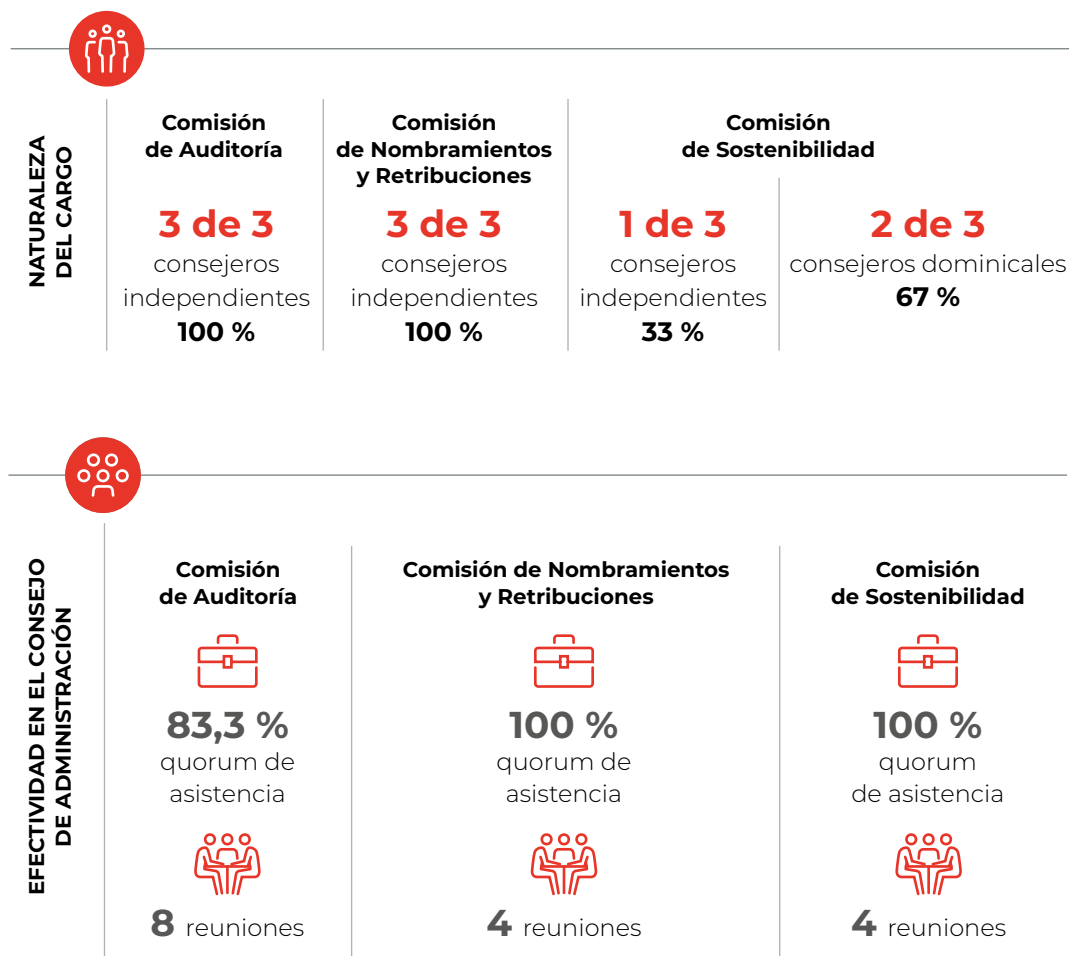 NATURALEZA
DEL CARGO
Comisión
de Auditoría
3 de 3
consejeros
independientes
100 %
Comisión
de Nombramientos
y Retribuciones
3 de 3
consejeros
independientes
100 %
Comisión
de Sostenibilidad
1 de 3
consejeros
independientes
33 %
2 de 3
consejeros dominicales
67 %
EFECTIVIDAD EN EL CONSEJO
DE ADMINISTRACIÓN
Comisión
de Auditoría
83,3 %
quorum de
asistencia
8 reuniones
Comisión de Nombramientos
y Retribuciones
100 %
quorum de
asistencia
4 reuniones
Comisión
de Sostenibilidad
100 %
quorum
de asistencia
4 reuniones